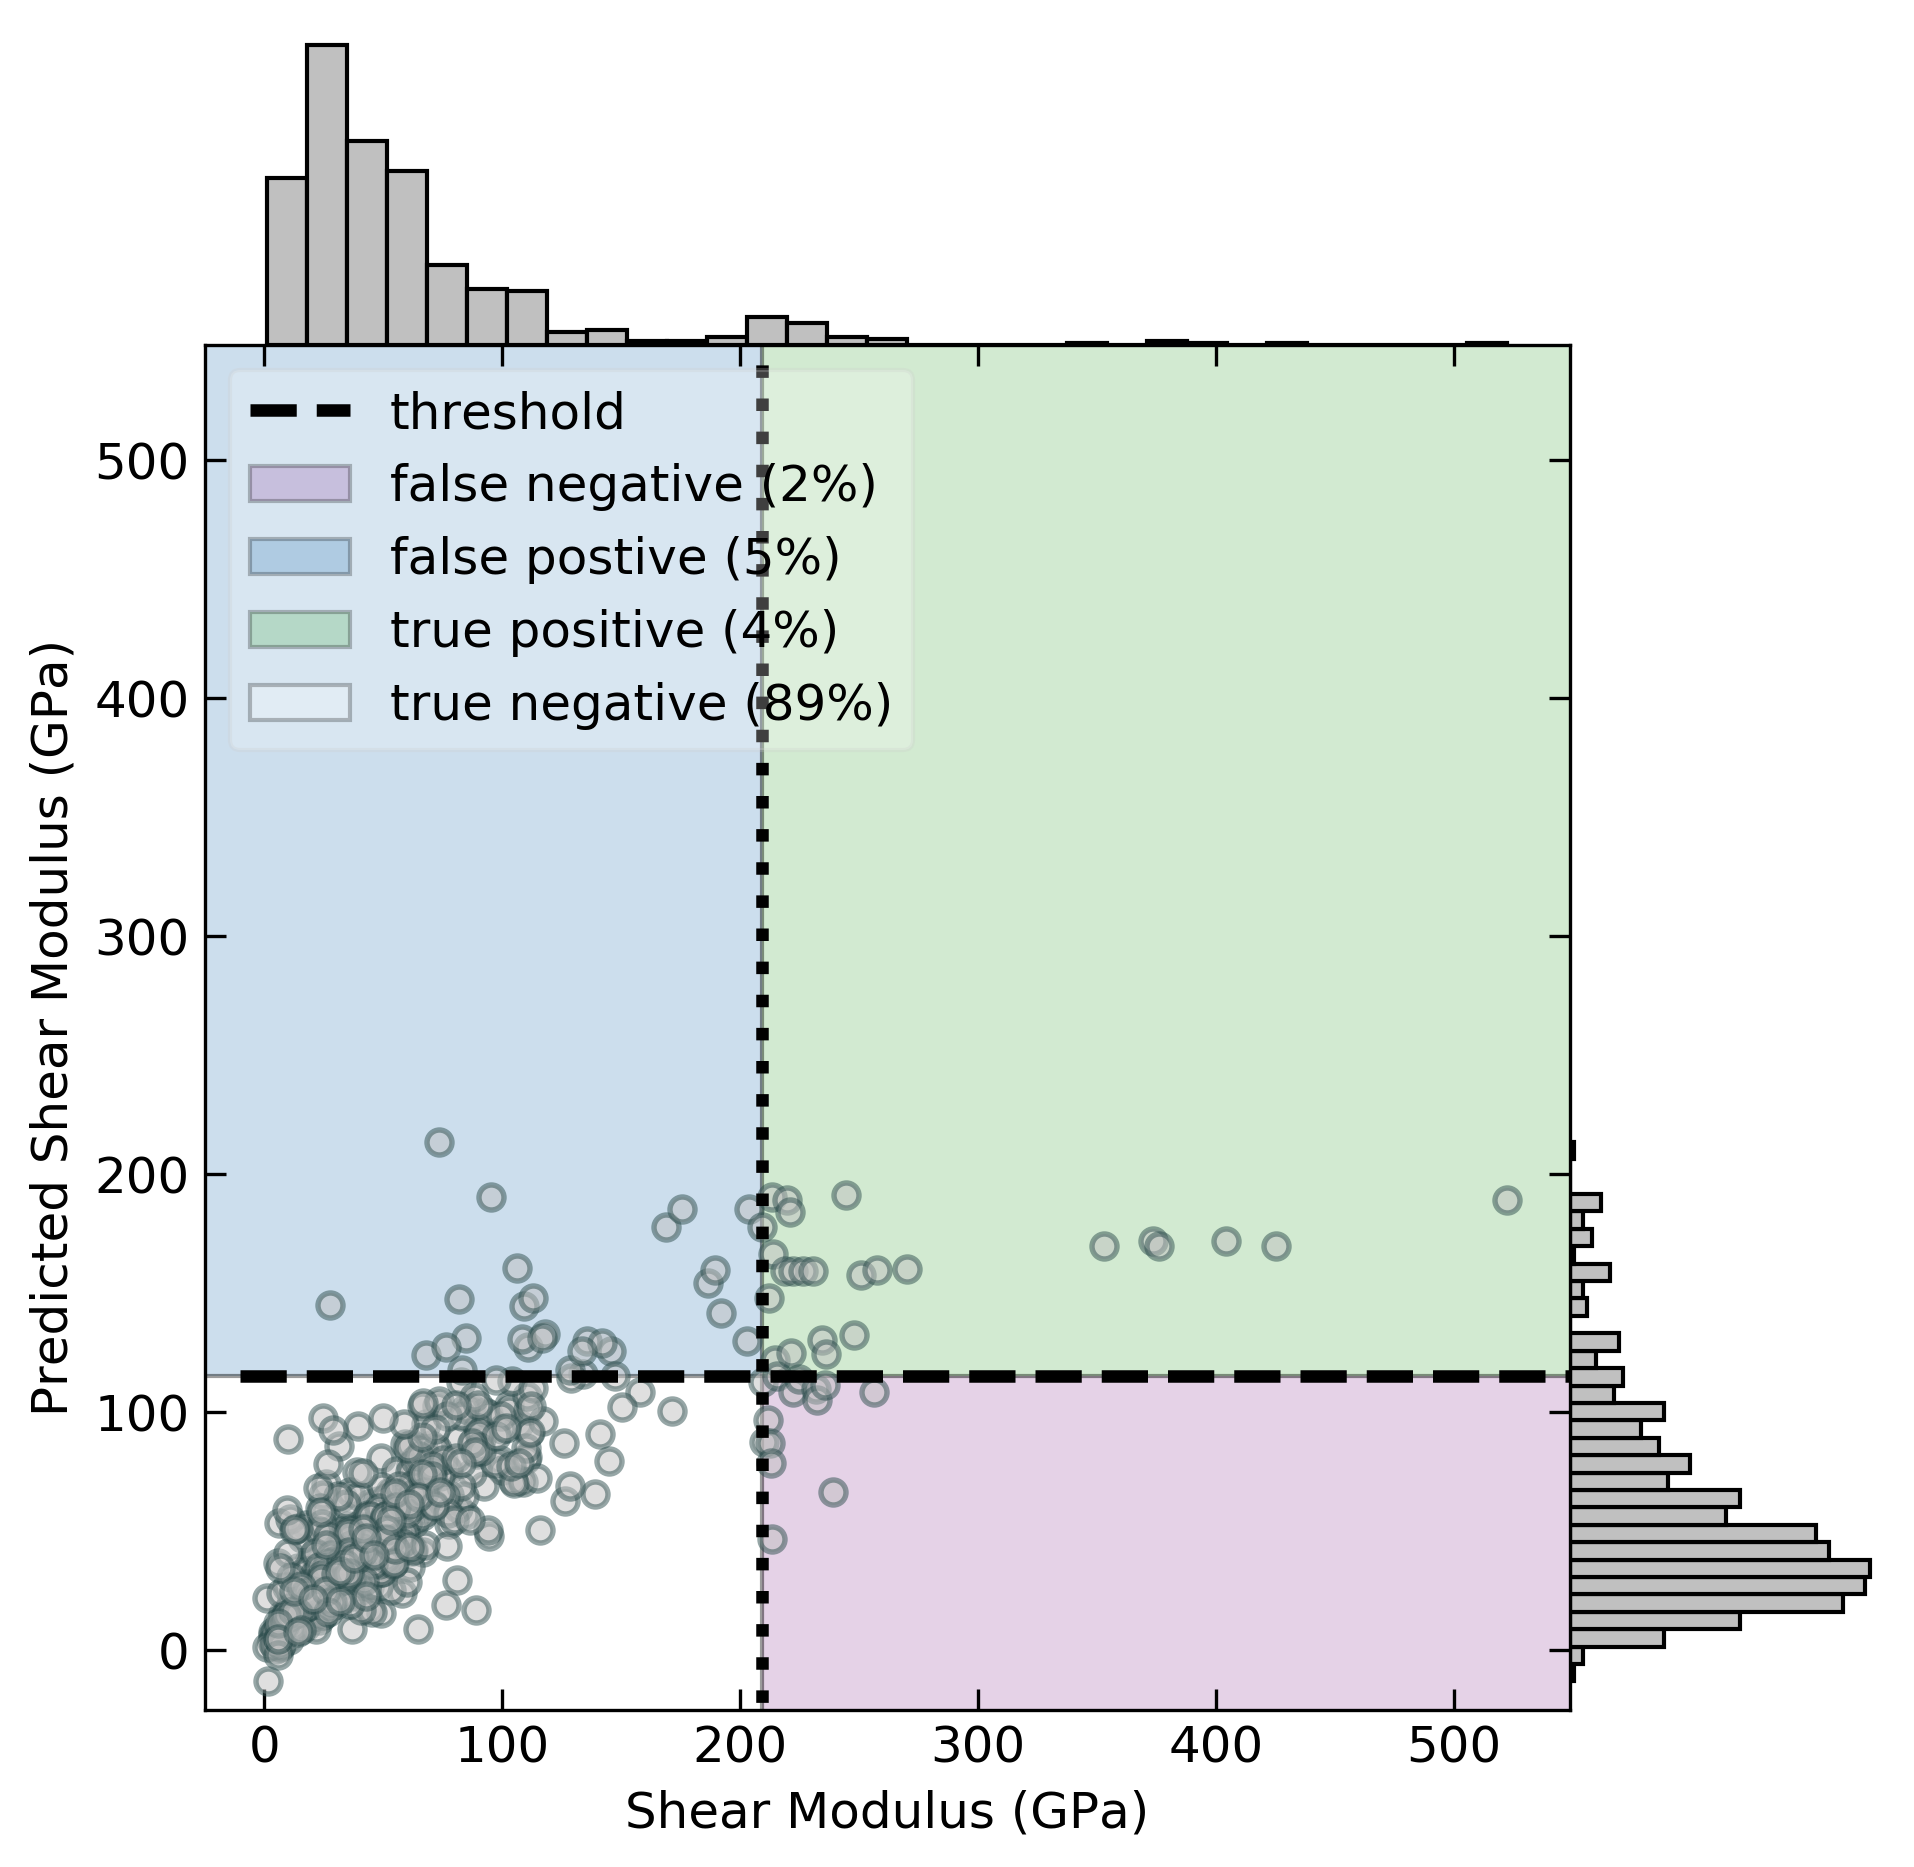 threshold
false negative (2%)
false postive (5%)
true positive (4%)
true negative (89%)
500
400
300
200
100
0
Predicted Shear Modulus (GPa)
0 100 200 300 400 500
Shear Modulus (GPa)